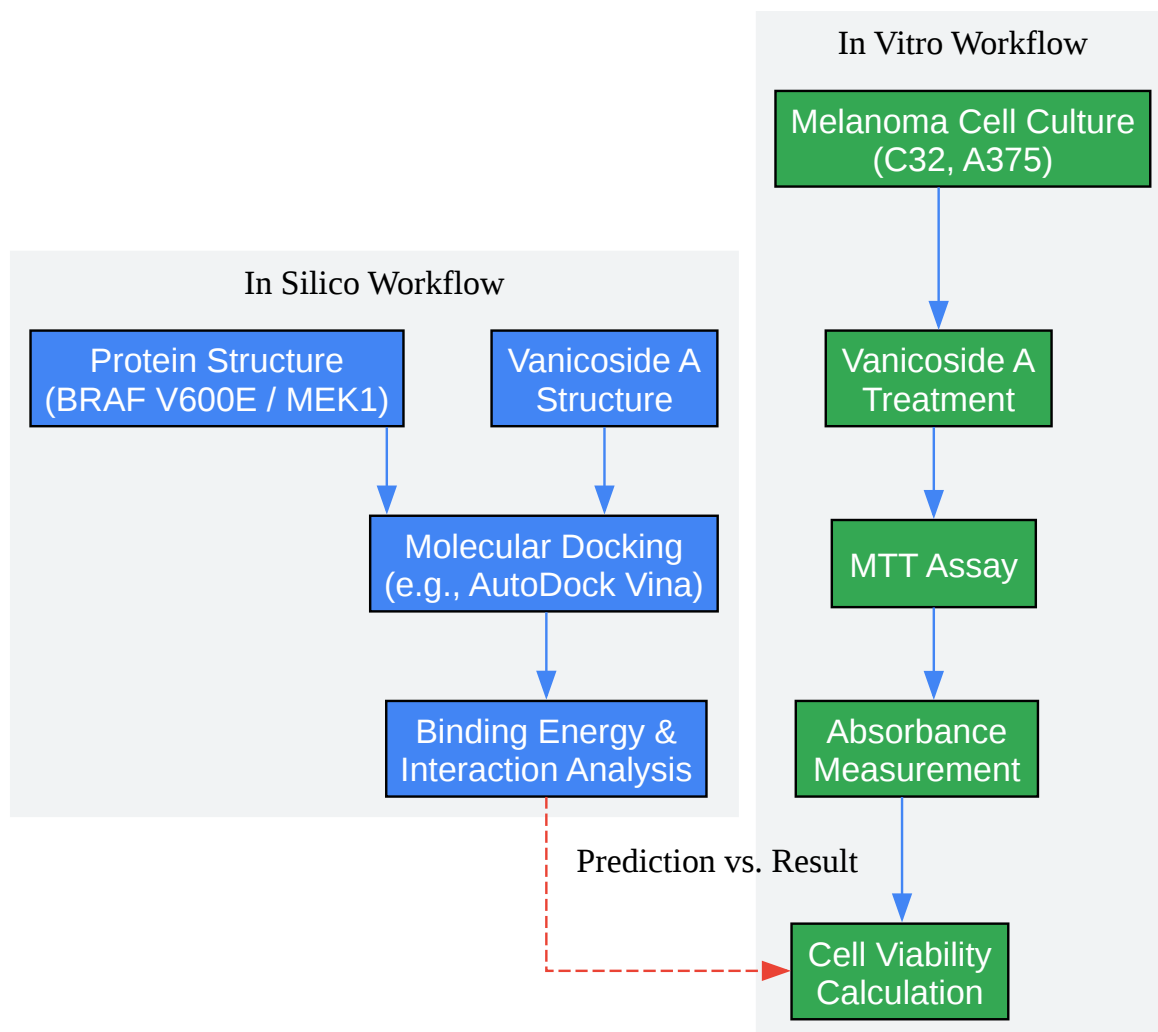 In Silico Workflow
Protein Structure
(BRAF V600E / MEK1)
Vanicoside A
Structure
Molecular Docking
(e.g., AutoDock Vina)
Binding Energy &
Interaction Analysis
Prediction vs. Result
In Vitro Workflow
Melanoma Cell Culture
(C32, A375)
Vanicoside A
Treatment
MTT Assay
Absorbance
Measurement
Cell Viability
Calculation